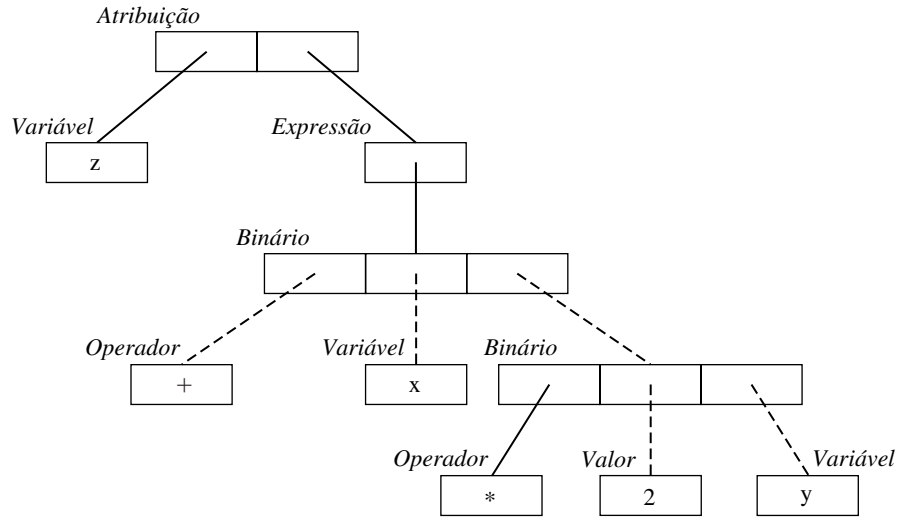 Atribuição
Variável
Expressão
z
Binário
Operador
Variável
Binário
+
x
Operador
Valor
Variável
*
2
y